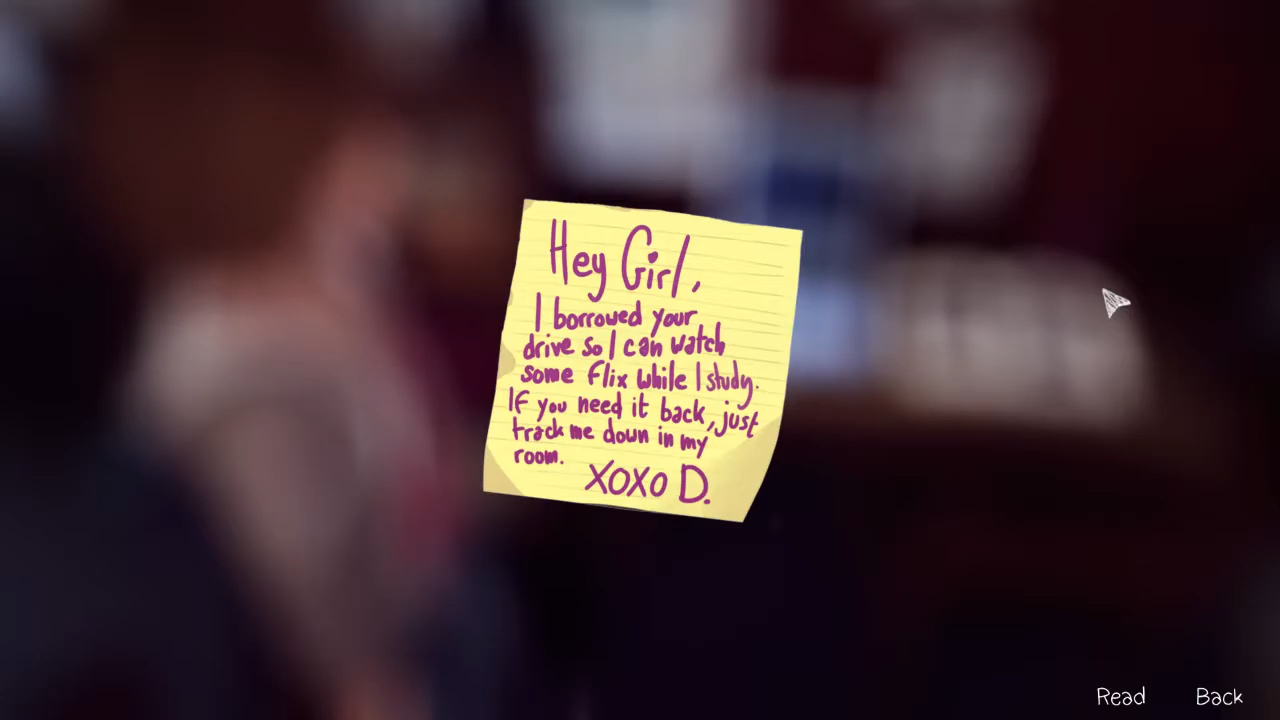 Hey Girl,
I borrowed your
drive so I can watch
some Flix while I study.
If you need it back, just
track me down in my
room.
XOXO D.
Read
Back